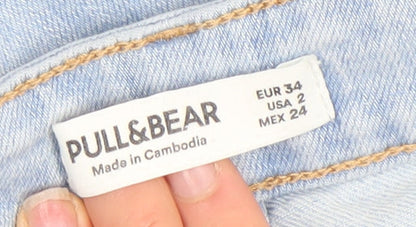 PULL&BEAR
Made in Cambodia
EUR 34
USA 2
MEX 24